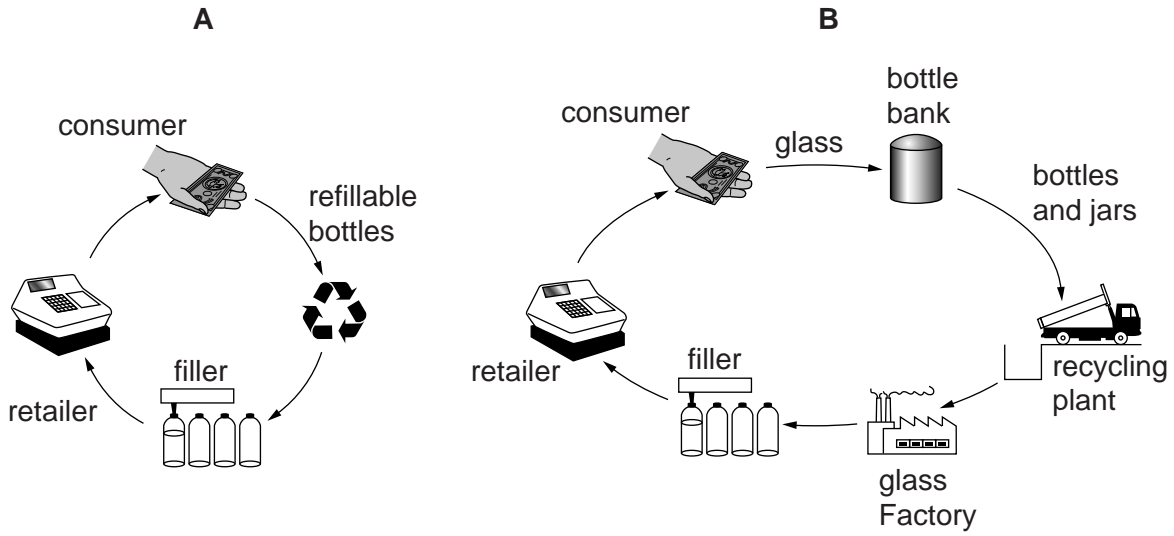 A
consumer
refillable
bottles
filler
retailer
B
consumer
glass
bottle
bank
bottles
and jars
recycling
plant
glass
Factory
filler
retailer